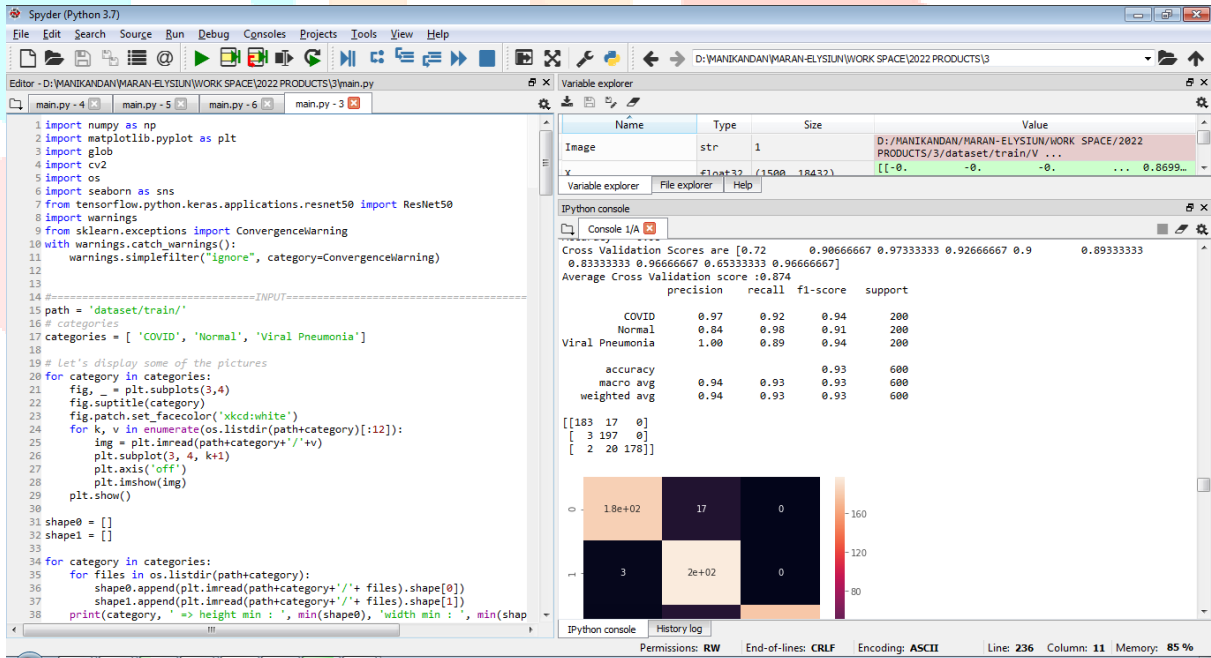 Spyder (Python 3.7)
File Edit Search Source Run Debug Consoles Projects Tools View Help
D:\MANIKANDAN\MARAN-ELYSIUN\WORK SPACE\2022 PRODUCTS\3
Editor - D:\MANIKANDAN\MARAN-ELYSIUN\WORK SPACE\2022 PRODUCTS\3\main.py
main.py - 4 main.py - 5 main.py - 6 main.py - 3
1 import numpy as np
2 import matplotlib.pyplot as plt
3 import glob
4 import cv2
5 import os
6 import seaborn as sns
7 from tensorflow.python.keras.applications.resnet50 import ResNet50
8 import warnings
9 from sklearn.exceptions import ConvergenceWarning
10 with warnings.catch_warnings():
11     warnings.simplefilter("ignore", category=ConvergenceWarning)
12
13
14 #================================INPUT======================================
15 path = 'dataset/train/'
16 # categories
17 categories = [ 'COVID', 'Normal', 'Viral Pneumonia']
18
19 # let's display some of the pictures
20 for category in categories:
21     fig, _ = plt.subplots(3,4)
22     fig.suptitle(category)
23     fig.patch.set_facecolor('xkcd:white')
24     for k, v in enumerate(os.listdir(path+category)[:12]):
25         img = plt.imread(path+category+'/'+v)
26         plt.subplot(3, 4, k+1)
27         plt.axis('off')
28         plt.imshow(img)
29     plt.show()
30
31 shape0 = []
32 shape1 = []
33
34 for category in categories:
35     for files in os.listdir(path+category):
36         shape0.append(plt.imread(path+category+'/'+ files).shape[0])
37         shape1.append(plt.imread(path+category+'/'+ files).shape[1])
38     print(category, ' => height min : ', min(shape0), 'width min : ', min(shap
Variable explorer
Name Type Size Value
Image str 1 D:/MANIKANDAN/MARAN-ELYSIUN/WORK SPACE/2022
PRODUCTS/3/dataset/train/V ...
X float32 (1500, 18432) [[-0. -0. -0. ... 0.8699…
Variable explorer File explorer Help
IPython console
Console 1/A
Cross Validation Scores are [0.72 0.90666667 0.97333333 0.92666667 0.9 0.89333333
0.83333333 0.96666667 0.65333333 0.96666667]
Average Cross Validation score :0.874
precision recall f1-score support
COVID 0.97 0.92 0.94 200
Normal 0.84 0.98 0.91 200
Viral Pneumonia 1.00 0.89 0.94 200
accuracy 0.93 600
macro avg 0.94 0.93 0.93 600
weighted avg 0.94 0.93 0.93 600
[[183 17 0]
[ 3 197 0]
[ 2 20 178]]
0 1.8e+02 17 0 160
1 3 2e+02 0 120
80
IPython console History log
Permissions: RW End-of-lines: CRLF Encoding: ASCII Line: 236 Column: 11 Memory: 85 %